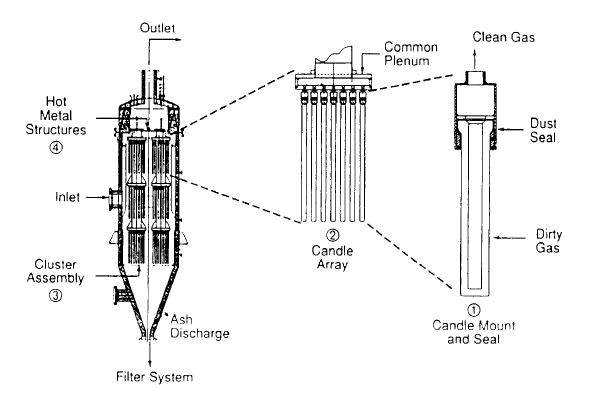 Outlet
Hot
Metal
Structures
④
Inlet
Cluster
Assembly
③
Ash
Discharge
Filter System
Common
Plenum
②
Candle
Array
Clean Gas
Dust
Seal
Dirty
Gas
①
Candle Mount
and Seal